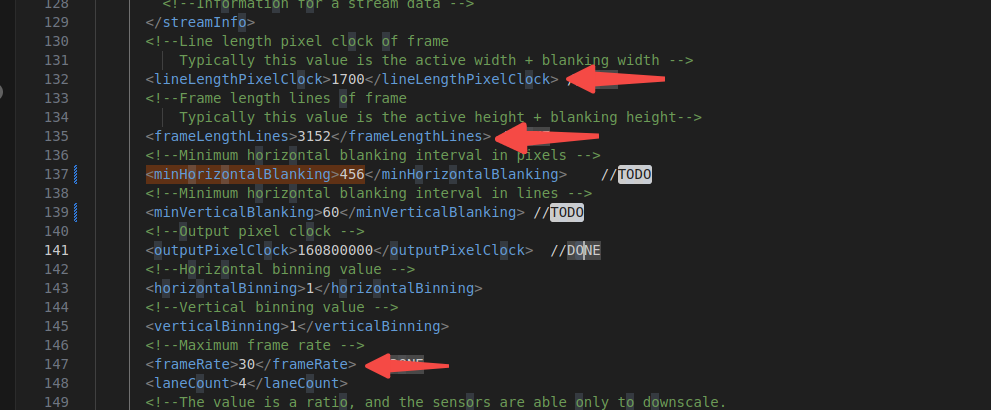 128 <!--Information for a stream data -->
129 </streamInfo>
130 <!--Line length pixel clock of frame
131 Typically this value is the active width + blanking width -->
132 <lineLengthPixelClock>1700</lineLengthPixelClock>
133 <!--Frame length lines of frame
134 Typically this value is the active height + blanking height-->
135 <frameLengthLines>3152</frameLengthLines>
136 <!--Minimum horizontal blanking interval in pixels -->
137 <minHorizontalBlanking>456</minHorizontalBlanking> //TODO
138 <!--Minimum horizontal blanking interval in lines -->
139 <minVerticalBlanking>60</minVerticalBlanking> //TODO
140 <!--Output pixel clock -->
141 <outputPixelClock>160800000</outputPixelClock> //DONE
142 <!--Horizontal binning value -->
143 <horizontalBinning>1</horizontalBinning>
144 <!--Vertical binning value -->
145 <verticalBinning>1</verticalBinning>
146 <!--Maximum frame rate -->
147 <frameRate>30</frameRate> DONE
148 <laneCount>4</laneCount>
149 <!--The value is a ratio, and the sensors are able only to downscale.